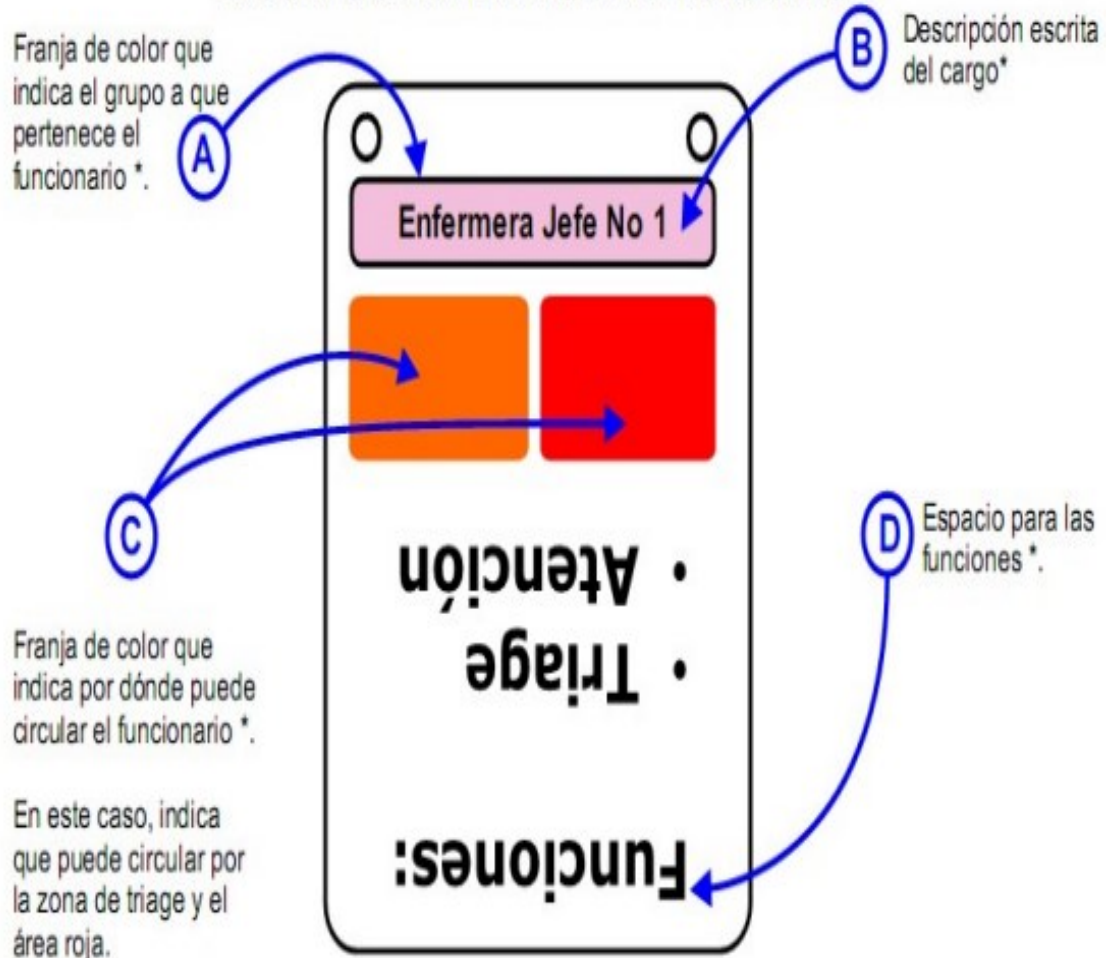 Franja de color que
indica el grupo a que
pertenece el
funcionario *.
A
B
Descripción escrita
del cargo*
Enfermera Jefe No 1
C
Franja de color que
indica por dónde puede
circular el funcionario *.
En este caso, indica
que puede circular por
la zona de triage y el
área roja.
D
Espacio para las
funciones *.
Funciones:
• Triage
• Atención